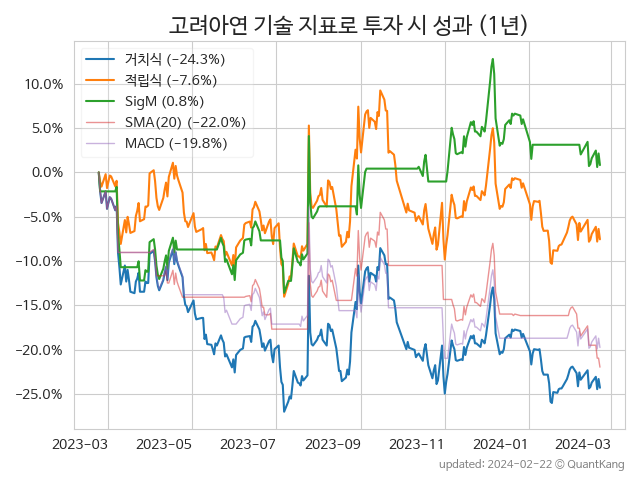 고려아연 기술 지표로 투자 시 성과 (1년)
거치식 (−24.3%)
적립식 (−7.6%)
SigM (0.8%)
SMA(20) (−22.0%)
MACD (−19.8%)
10.0%
5.0%
0.0%
−5.0%
−10.0%
−15.0%
−20.0%
−25.0%
2023-03 2023-05 2023-07 2023-09 2023-11 2024-01 2024-03
updated: 2024-02-22 © QuantKang